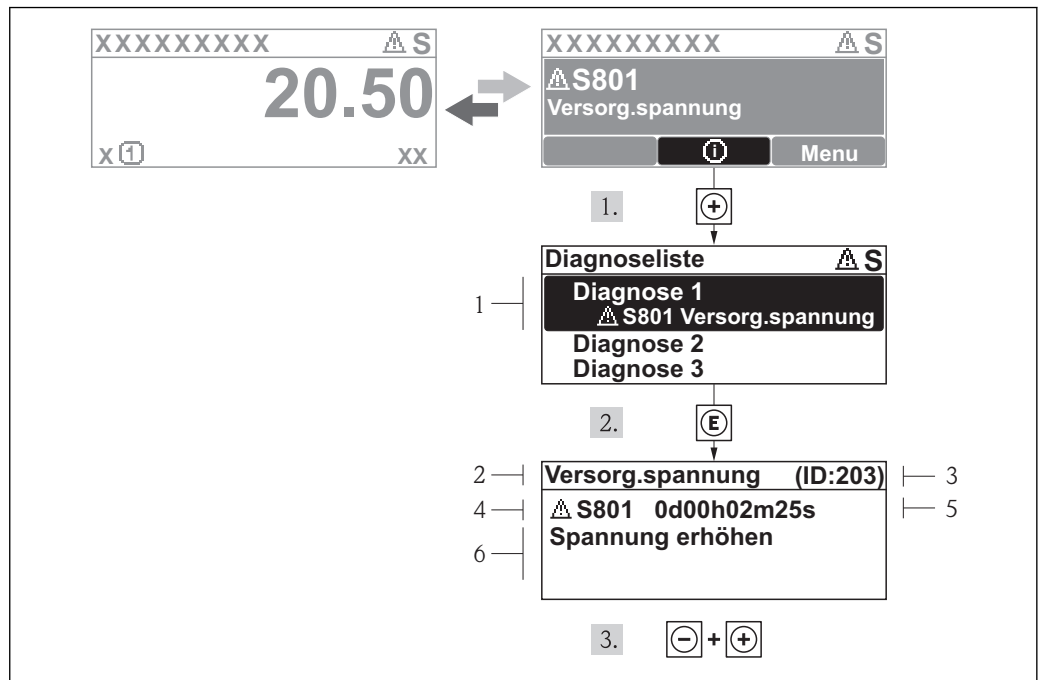 XXXXXXXXX ⚠ S
20.50
x ① xx
XXXXXXXXX ⚠ S
⚠ S801
Versorg.spannung
ⓘ Menu
1. ⊕
Diagnoseliste ⚠ S
1
Diagnose 1
⚠ S801 Versorg.spannung
Diagnose 2
Diagnose 3
2. Ⓔ
2 Versorg.spannung (ID:203) 3
4 ⚠ S801 0d00h02m25s 5
6 Spannung erhöhen
3. ⊖ + ⊕